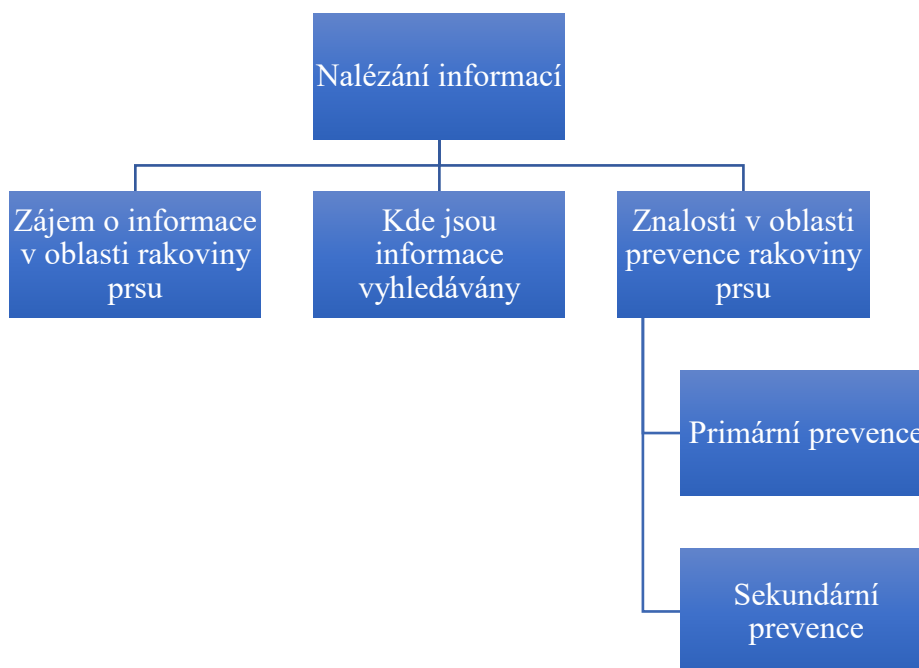 Nalézání informací
Zájem o informace
v oblasti rakoviny
prsu
Kde jsou
informace
vyhledávány
Znalosti v oblasti
prevence rakoviny
prsu
Primární prevence
Sekundární
prevence